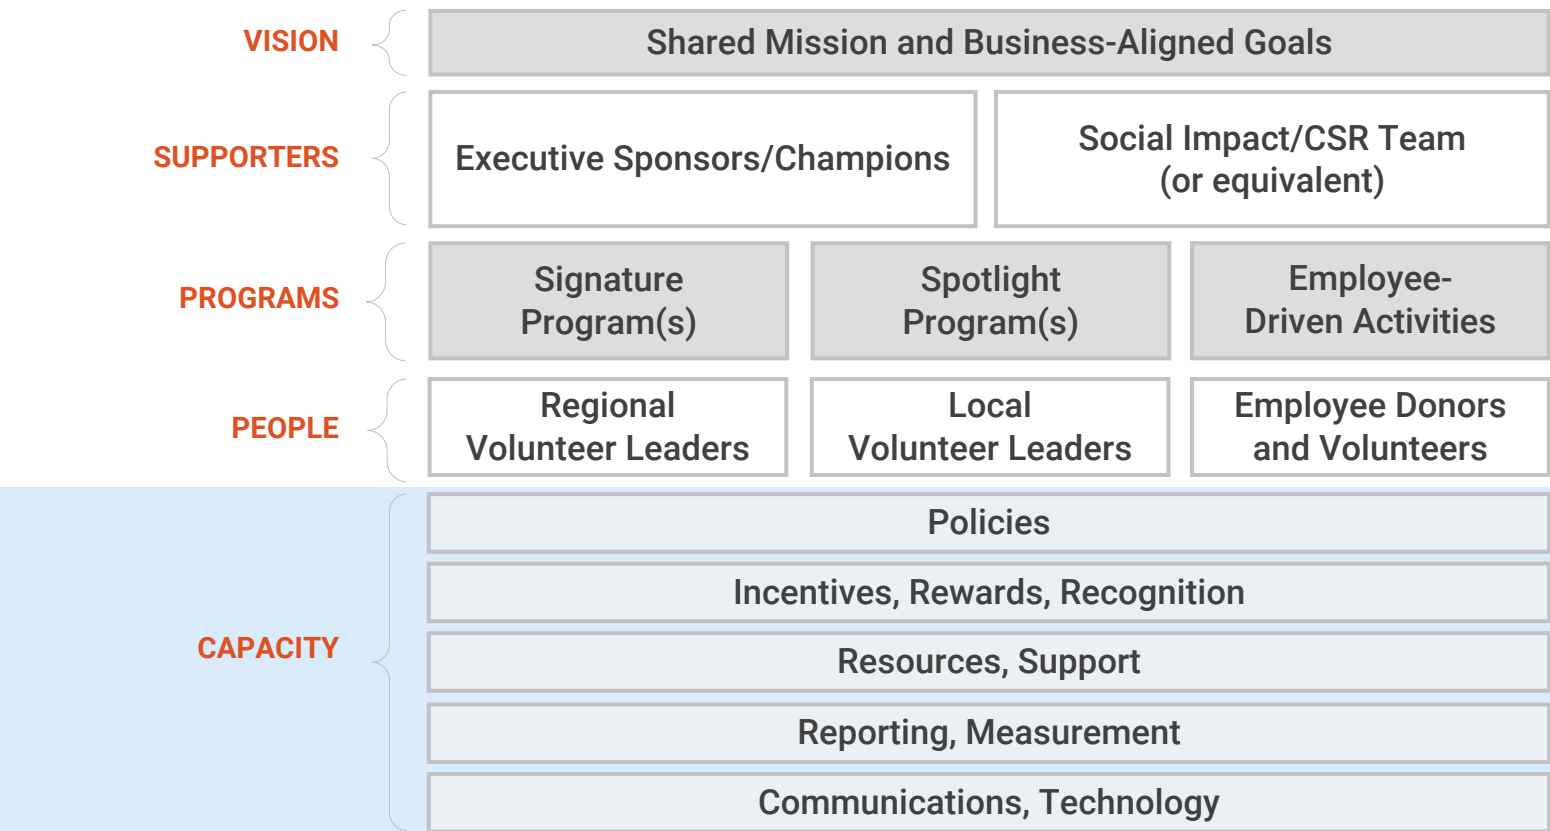 VISION
Shared Mission and Business-Aligned Goals
SUPPORTERS
Executive Sponsors/Champions
Social Impact/CSR Team
(or equivalent)
PROGRAMS
Signature
Program(s)
Spotlight
Program(s)
Employee-
Driven Activities
PEOPLE
Regional
Volunteer Leaders
Local
Volunteer Leaders
Employee Donors
and Volunteers
CAPACITY
Policies
Incentives, Rewards, Recognition
Resources, Support
Reporting, Measurement
Communications, Technology